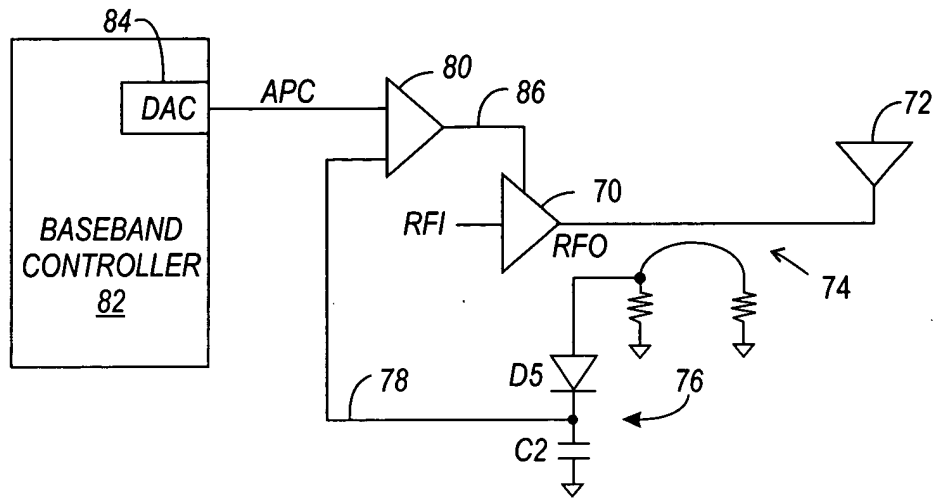 84
DAC
APC
80
86
72
BASEBAND
CONTROLLER
82
70
RFI
RFO
74
D5
78
76
C2